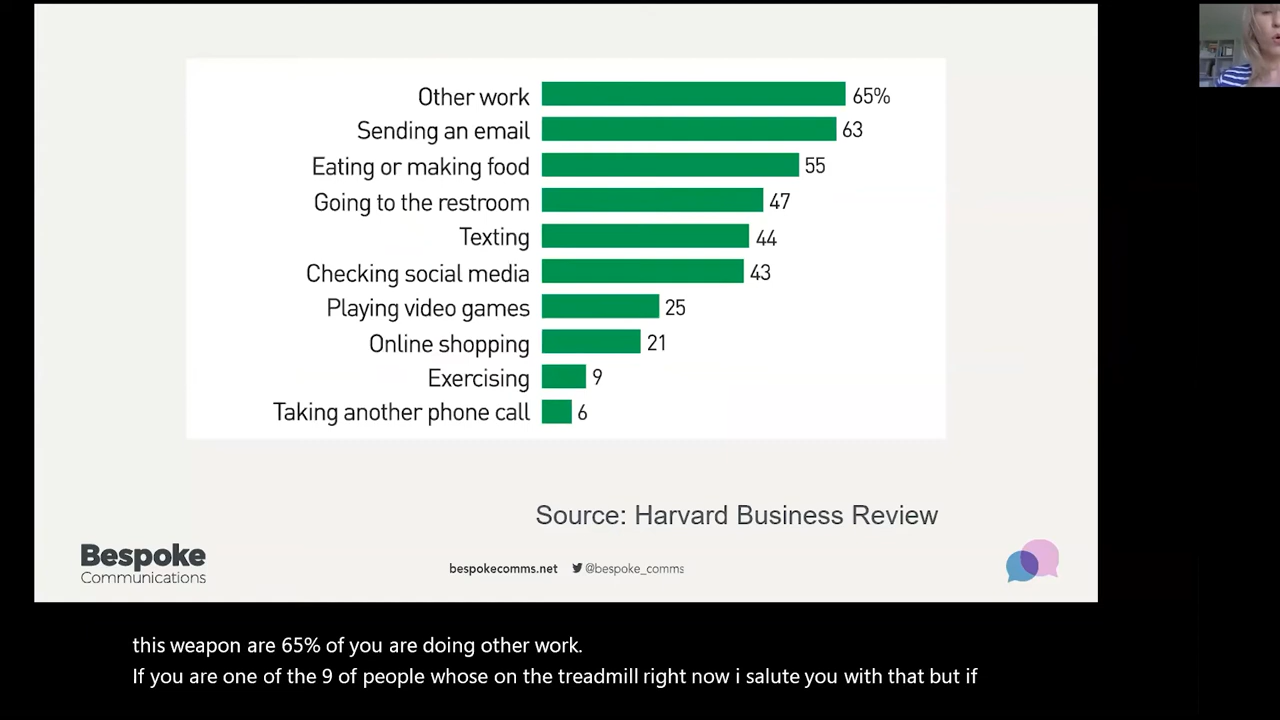 Other work 65%
Sending an email 63
Eating or making food 55
Going to the restroom 47
Texting 44
Checking social media 43
Playing video games 25
Online shopping 21
Exercising 9
Taking another phone call 6
Source: Harvard Business Review
Bespoke
Communications
bespokecomms.net @bespoke_comms
this weapon are 65% of you are doing other work.
If you are one of the 9 of people whose on the treadmill right now i salute you with that but if